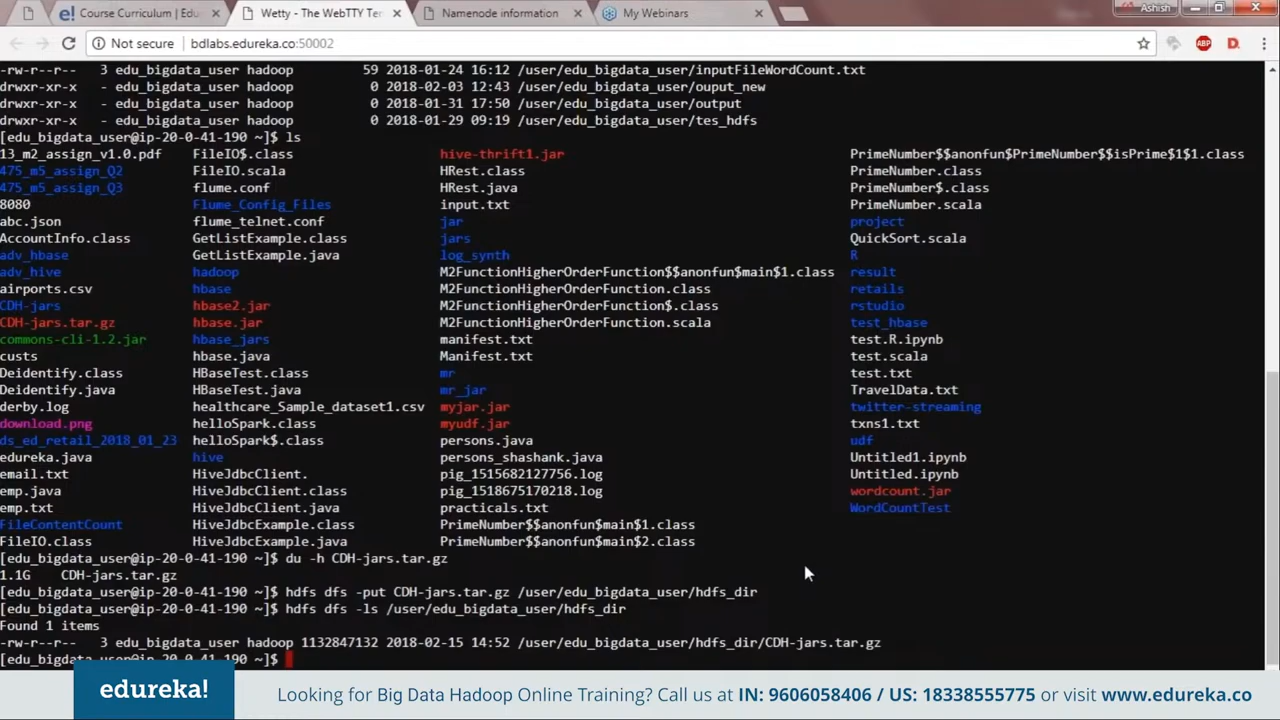 Course Curriculum | Edu
Wetty - The WebTTY Ter
Namenode information
My Webinars
Ashish
Not secure
bdlabs.edureka.co:50002
ABP
-rw-r--r-- 3 edu_bigdata_user hadoop 59 2018-01-24 16:12 /user/edu_bigdata_user/inputFileWordCount.txt
drwxr-xr-x - edu_bigdata_user hadoop 0 2018-02-03 12:43 /user/edu_bigdata_user/ouput_new
drwxr-xr-x - edu_bigdata_user hadoop 0 2018-01-31 17:50 /user/edu_bigdata_user/output
drwxr-xr-x - edu_bigdata_user hadoop 0 2018-01-29 09:19 /user/edu_bigdata_user/tes_hdfs
[edu_bigdata_user@ip-20-0-41-190 ~]$ ls
13_m2_assign_v1.0.pdf FileIO$.class hive-thrift1.jar PrimeNumber$$anonfun$PrimeNumber$$isPrime$1$1.class
475_m5_assign_Q2 FileIO.scala HRest.class PrimeNumber.class
475_m5_assign_Q3 flume.conf HRest.java PrimeNumber$.class
8080 Flume_Config_Files input.txt PrimeNumber.scala
abc.json flume_telnet.conf jar project
AccountInfo.class GetListExample.class jars QuickSort.scala
adv_hbase GetListExample.java log_synth R
adv_hive hadoop M2FunctionHigherOrderFunction$$anonfun$main$1.class result
airports.csv hbase M2FunctionHigherOrderFunction.class retails
CDH-jars hbase2.jar M2FunctionHigherOrderFunction$.class rstudio
CDH-jars.tar.gz hbase.jar M2FunctionHigherOrderFunction.scala test_hbase
commons-cli-1.2.jar hbase_jars manifest.txt test.R.ipynb
custs hbase.java Manifest.txt test.scala
Deidentify.class HBaseTest.class mr test.txt
Deidentify.java HBaseTest.java mr_jar TravelData.txt
derby.log healthcare_Sample_dataset1.csv myjar.jar twitter-streaming
download.png helloSpark.class myudf.jar txns1.txt
ds_ed_retail_2018_01_23 helloSpark$.class persons.java udf
edureka.java hive persons_shashank.java Untitled1.ipynb
email.txt HiveJdbcClient. pig_1515682127756.log Untitled.ipynb
emp.java HiveJdbcClient.class pig_1518675170218.log wordcount.jar
emp.txt HiveJdbcClient.java practicals.txt WordCountTest
FileContentCount HiveJdbcExample.class PrimeNumber$$anonfun$main$1.class
FileIO.class HiveJdbcExample.java PrimeNumber$$anonfun$main$2.class
[edu_bigdata_user@ip-20-0-41-190 ~]$ du -h CDH-jars.tar.gz
1.1G CDH-jars.tar.gz
[edu_bigdata_user@ip-20-0-41-190 ~]$ hdfs dfs -put CDH-jars.tar.gz /user/edu_bigdata_user/hdfs_dir
[edu_bigdata_user@ip-20-0-41-190 ~]$ hdfs dfs -ls /user/edu_bigdata_user/hdfs_dir
Found 1 items
-rw-r--r-- 3 edu_bigdata_user hadoop 1132847132 2018-02-15 14:52 /user/edu_bigdata_user/hdfs_dir/CDH-jars.tar.gz
[edu_bigdata_user@ip-20-0-41-190 ~]$
edureka!
Looking for Big Data Hadoop Online Training? Call us at IN: 9606058406 / US: 18338555775 or visit www.edureka.co